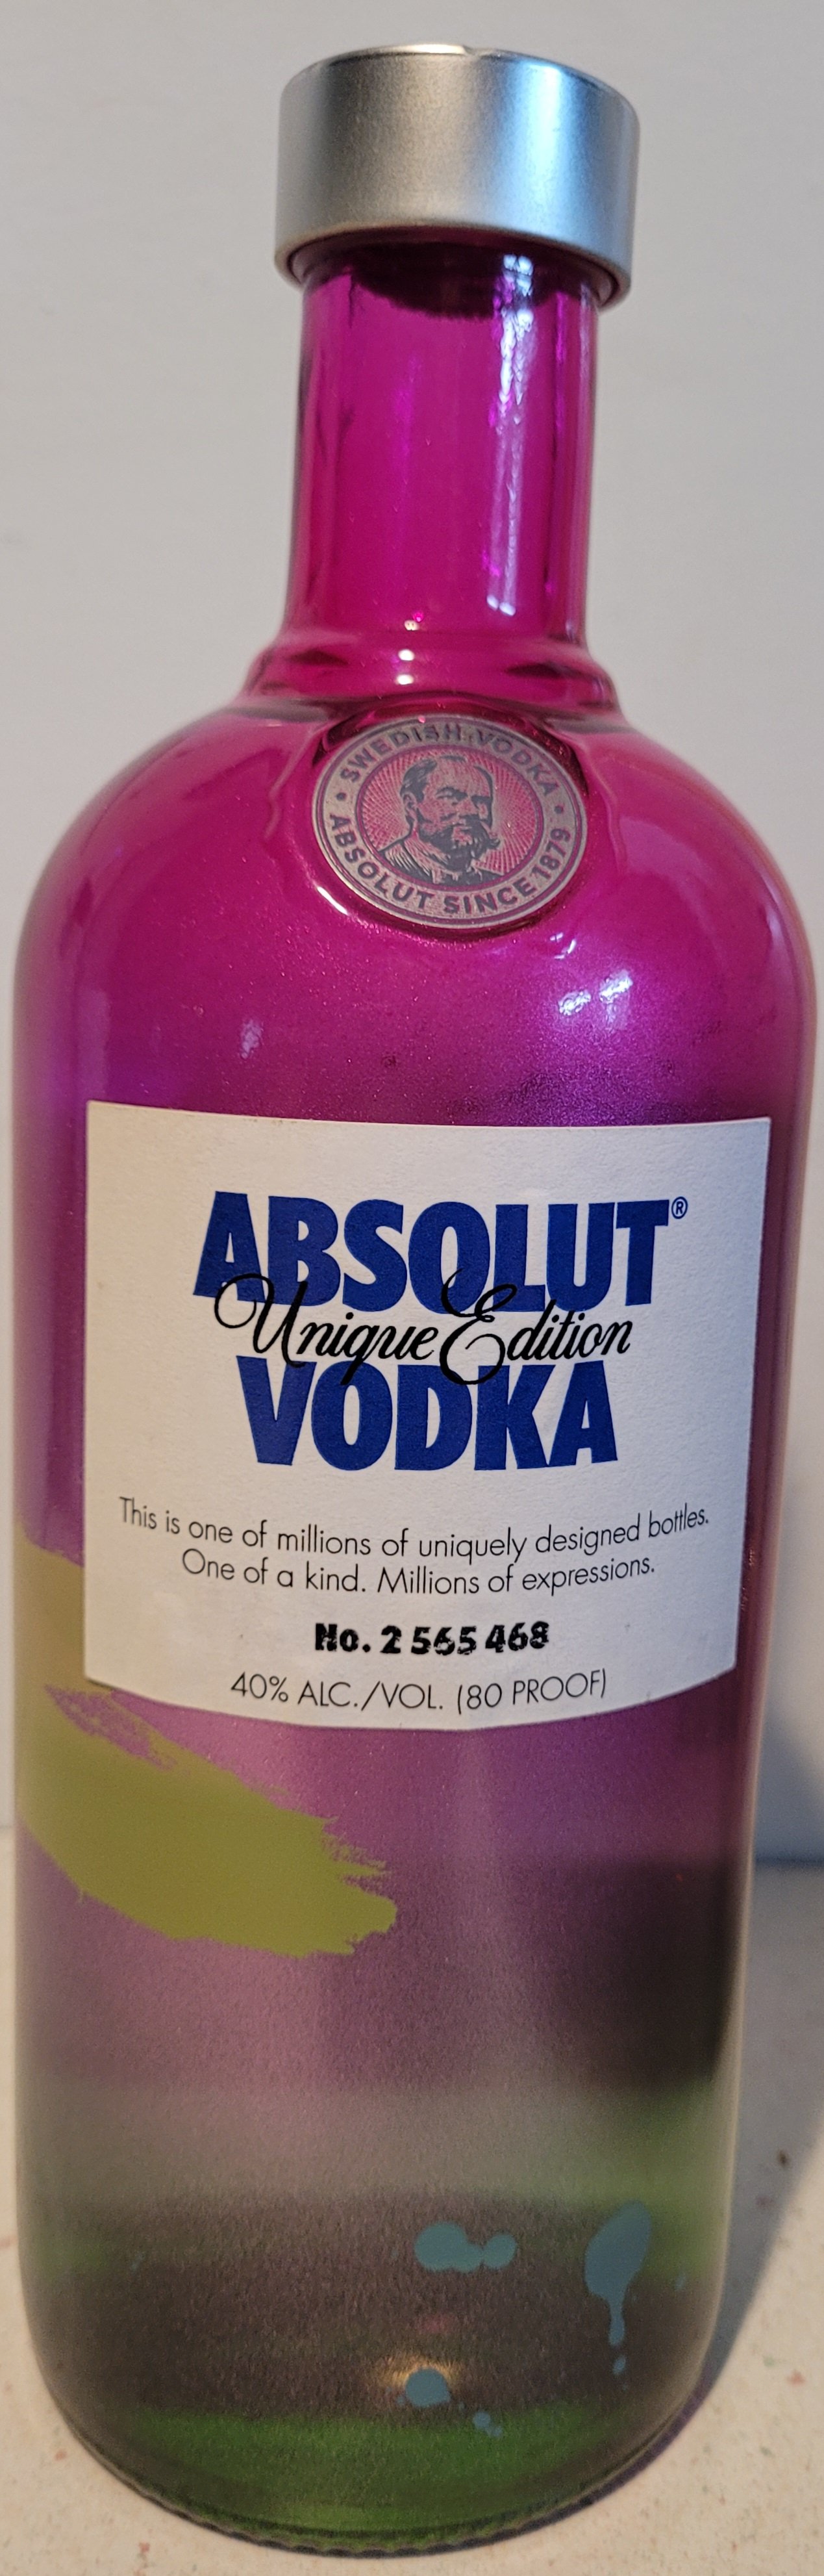 SWEDISH VODKA
ABSOLUT SINCE 1879
ABSOLUT®
Unique Edition
VODKA
This is one of millions of uniquely designed bottles.
One of a kind. Millions of expressions.
No. 2 565 468
40% ALC./VOL. (80 PROOF)